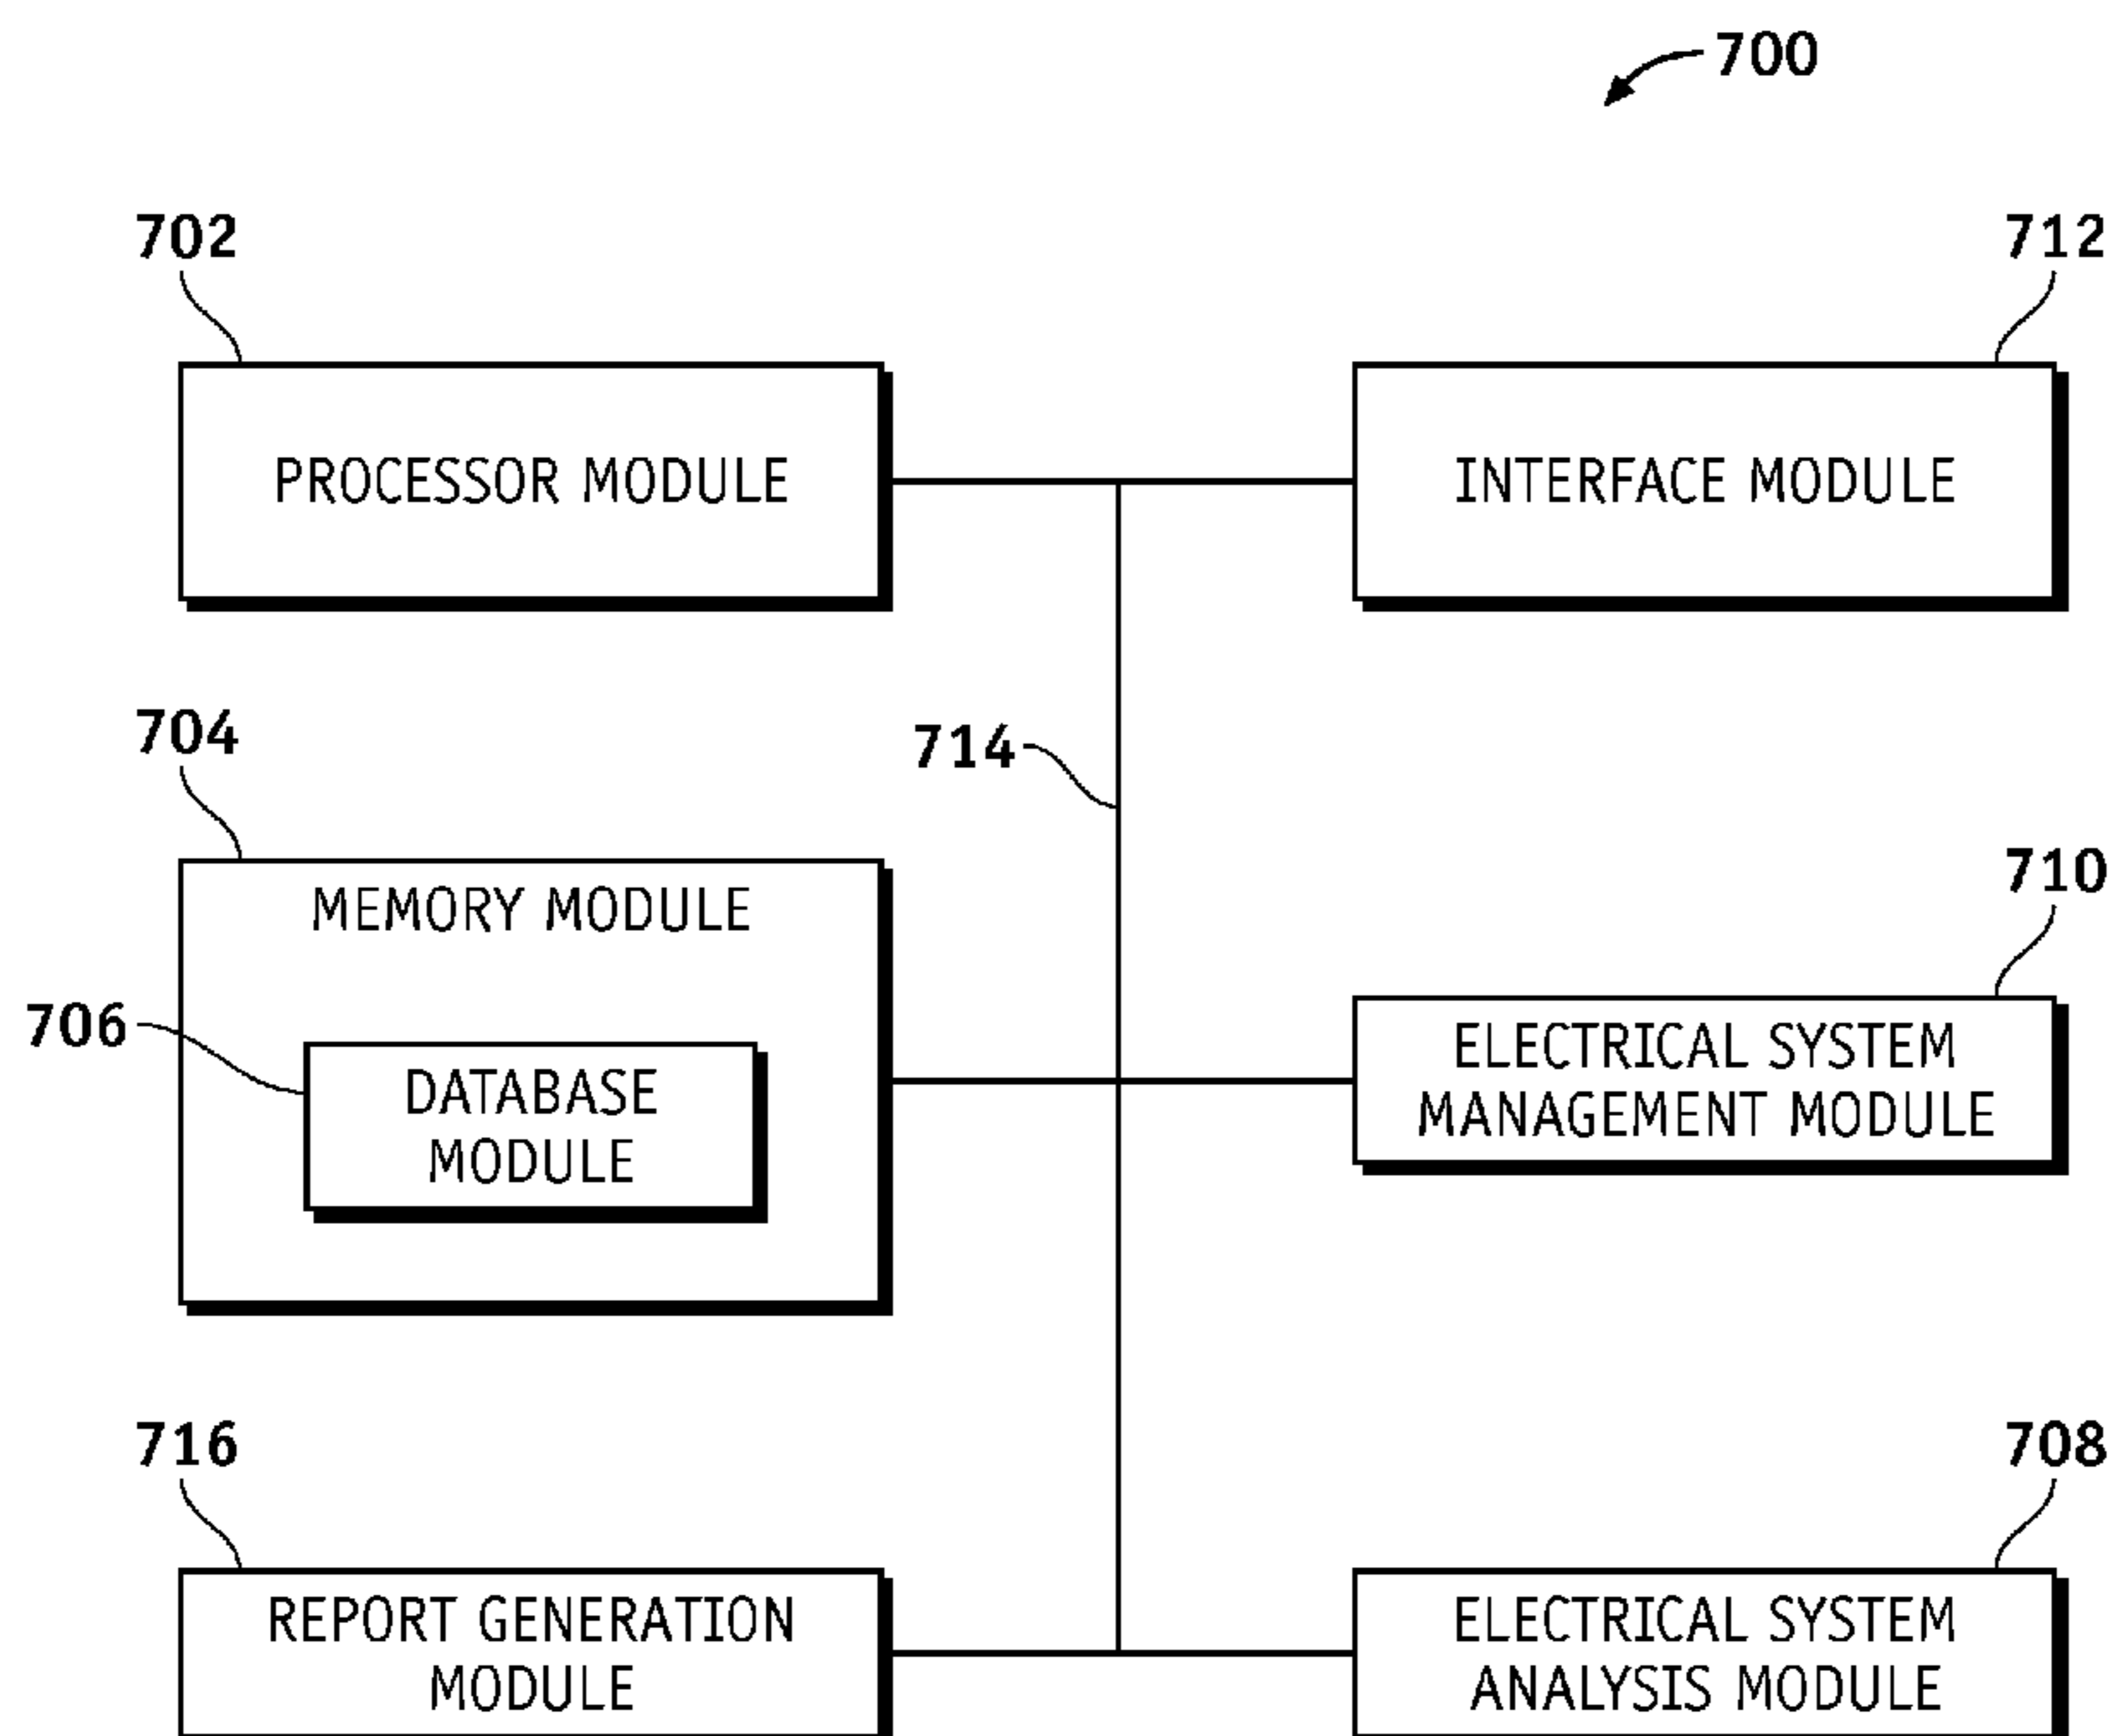 700
702
712
PROCESSOR MODULE
INTERFACE MODULE
704
714
710
MEMORY MODULE
706
DATABASE
MODULE
ELECTRICAL SYSTEM
MANAGEMENT MODULE
716
708
REPORT GENERATION
MODULE
ELECTRICAL SYSTEM
ANALYSIS MODULE